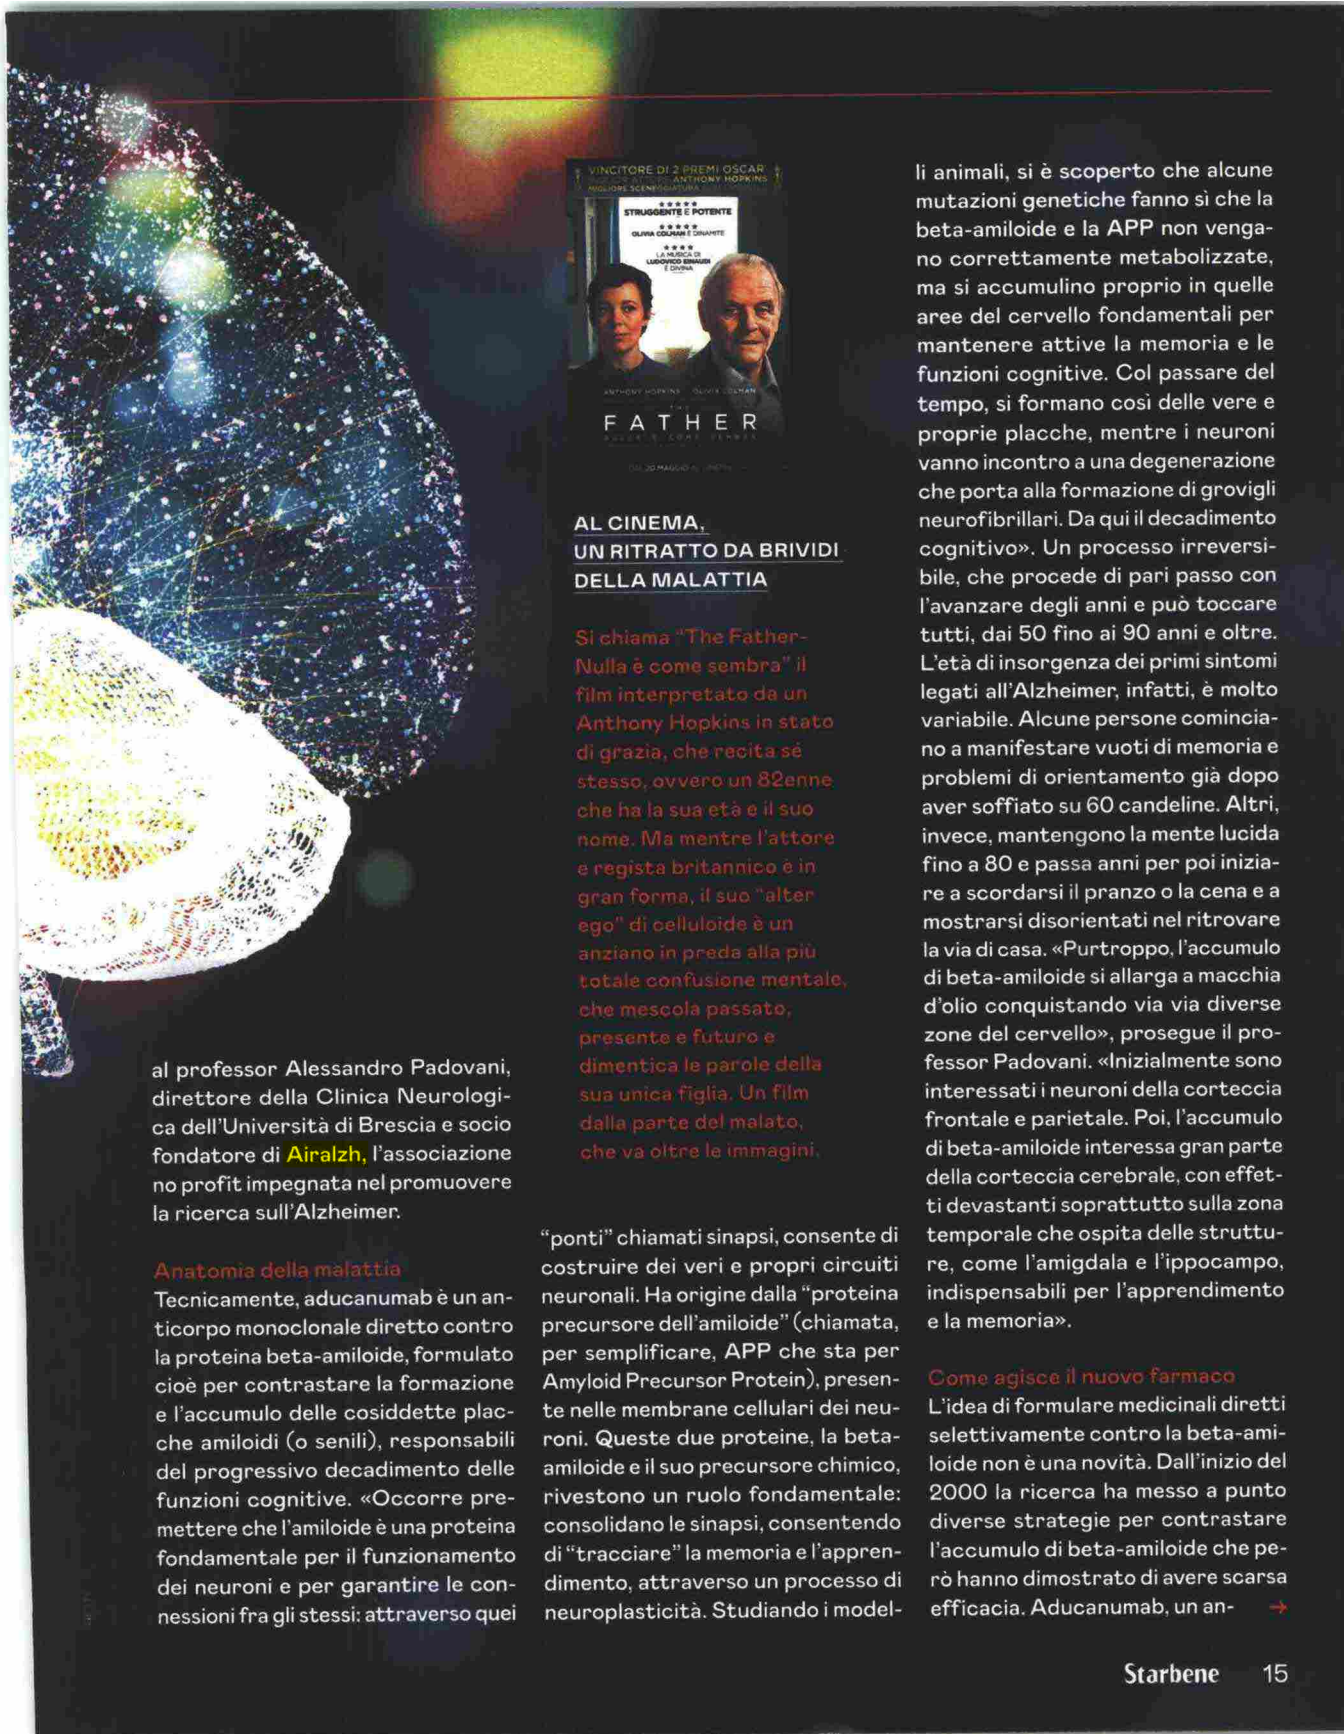 VINCITORE DI 2 PREMI OSCAR
ANTHONY HOPKINS
MIGLIORE SCENEGGIATURA
STRUGGENTE E POTENTE
OLIVIA COLMAN È DINAMITE
LA MUSICA DI
LUDOVICO EINAUDI
È DIVINA
ANTHONY HOPKINS OLIVIA COLMAN
THE
FATHER
NULLA È COME SEMBRA
DAL 20 MAGGIO AL CINEMA
AL CINEMA,
UN RITRATTO DA BRIVIDI
DELLA MALATTIA
Si chiama “The Father-
Nulla è come sembra” il
film interpretato da un
Anthony Hopkins in stato
di grazia, che recita sé
stesso, ovvero un 82enne
che ha la sua età e il suo
nome. Ma mentre l’attore
e regista britannico è in
gran forma, il suo “alter
ego” di celluloide è un
anziano in preda alla più
totale confusione mentale,
che mescola passato,
presente e futuro e
dimentica le parole della
sua unica figlia. Un film
dalla parte del malato,
che va oltre le immagini.
al professor Alessandro Padovani,
direttore della Clinica Neurologi-
ca dell’Università di Brescia e socio
fondatore di Airalzh, l’associazione
no profit impegnata nel promuovere
la ricerca sull’Alzheimer.
Anatomia della malattia
Tecnicamente, aducanumab è un an-
ticorpo monoclonale diretto contro
la proteina beta-amiloide, formulato
cioè per contrastare la formazione
e l’accumulo delle cosiddette plac-
che amiloidi (o senili), responsabili
del progressivo decadimento delle
funzioni cognitive. «Occorre pre-
mettere che l’amiloide è una proteina
fondamentale per il funzionamento
dei neuroni e per garantire le con-
nessioni fra gli stessi: attraverso quei
“ponti” chiamati sinapsi, consente di
costruire dei veri e propri circuiti
neuronali. Ha origine dalla “proteina
precursore dell’amiloide” (chiamata,
per semplificare, APP che sta per
Amyloid Precursor Protein), presen-
te nelle membrane cellulari dei neu-
roni. Queste due proteine, la beta-
amiloide e il suo precursore chimico,
rivestono un ruolo fondamentale:
consolidano le sinapsi, consentendo
di “tracciare” la memoria e l’appren-
dimento, attraverso un processo di
neuroplasticità. Studiando i model-
li animali, si è scoperto che alcune
mutazioni genetiche fanno sì che la
beta-amiloide e la APP non venga-
no correttamente metabolizzate,
ma si accumulino proprio in quelle
aree del cervello fondamentali per
mantenere attive la memoria e le
funzioni cognitive. Col passare del
tempo, si formano così delle vere e
proprie placche, mentre i neuroni
vanno incontro a una degenerazione
che porta alla formazione di grovigli
neurofibrillari. Da qui il decadimento
cognitivo». Un processo irreversi-
bile, che procede di pari passo con
l’avanzare degli anni e può toccare
tutti, dai 50 fino ai 90 anni e oltre.
L’età di insorgenza dei primi sintomi
legati all’Alzheimer, infatti, è molto
variabile. Alcune persone comincia-
no a manifestare vuoti di memoria e
problemi di orientamento già dopo
aver soffiato su 60 candeline. Altri,
invece, mantengono la mente lucida
fino a 80 e passa anni per poi inizia-
re a scordarsi il pranzo o la cena e a
mostrarsi disorientati nel ritrovare
la via di casa. «Purtroppo, l’accumulo
di beta-amiloide si allarga a macchia
d’olio conquistando via via diverse
zone del cervello», prosegue il pro-
fessor Padovani. «Inizialmente sono
interessati i neuroni della corteccia
frontale e parietale. Poi, l’accumulo
di beta-amiloide interessa gran parte
della corteccia cerebrale, con effet-
ti devastanti soprattutto sulla zona
temporale che ospita delle struttu-
re, come l’amigdala e l’ippocampo,
indispensabili per l’apprendimento
e la memoria».
Come agisce il nuovo farmaco
L’idea di formulare medicinali diretti
selettivamente contro la beta-ami-
loide non è una novità. Dall’inizio del
2000 la ricerca ha messo a punto
diverse strategie per contrastare
l’accumulo di beta-amiloide che pe-
rò hanno dimostrato di avere scarsa
efficacia. Aducanumab, un an- →
Starbene 15